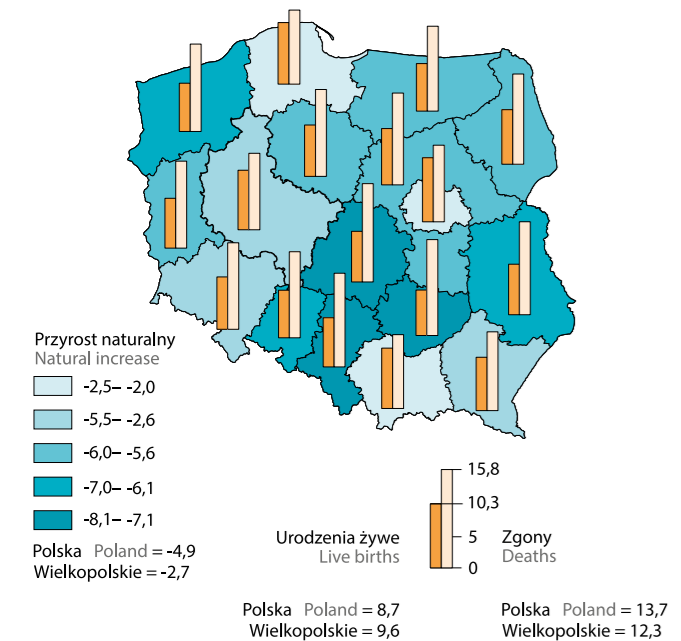 Przyrost naturalny
Natural increase
-2,5– -2,0
-5,5– -2,6
-6,0– -5,6
-7,0– -6,1
-8,1– -7,1
Polska Poland = -4,9
Wielkopolskie = -2,7
Urodzenia żywe
Live births
15,8
10,3
5
0
Zgony
Deaths
Polska Poland = 8,7
Wielkopolskie = 9,6
Polska Poland = 13,7
Wielkopolskie = 12,3